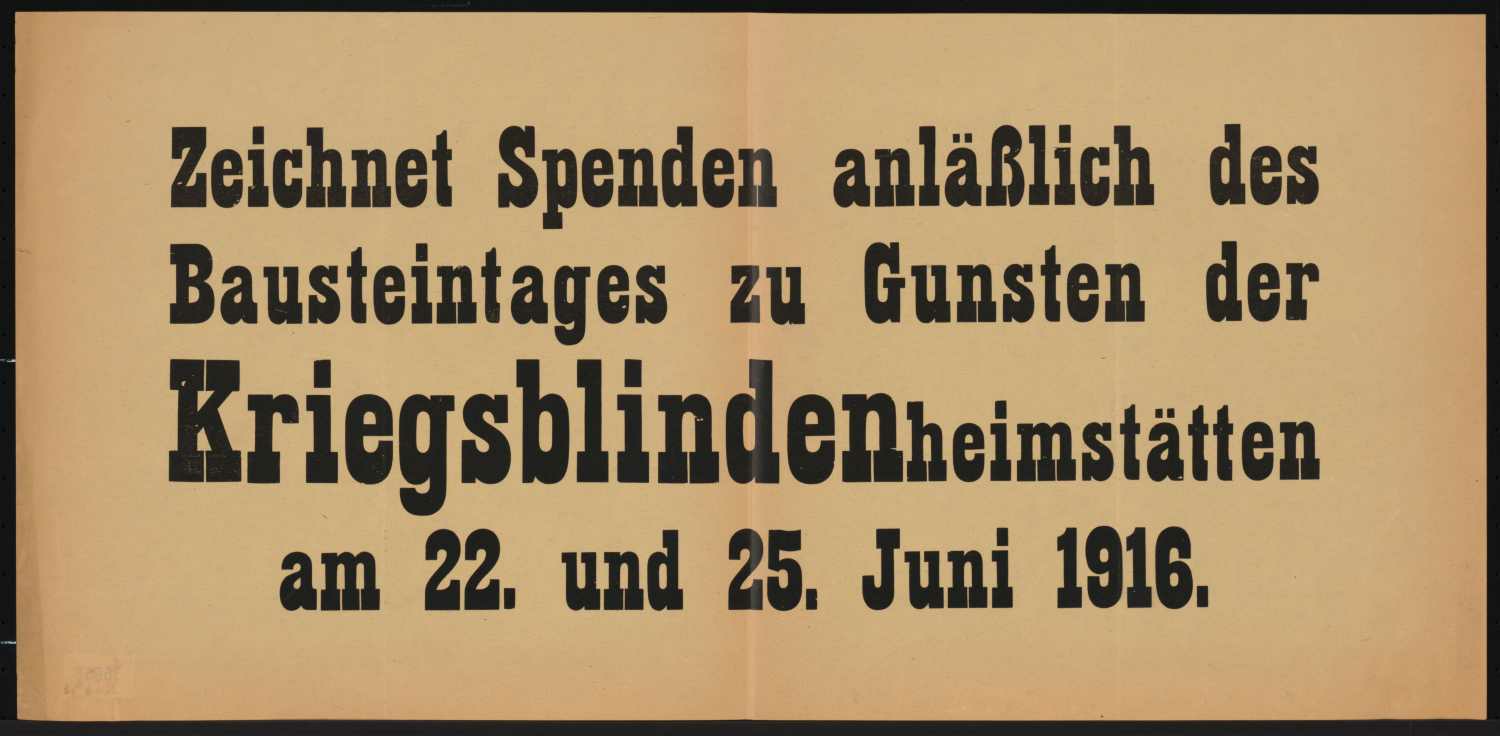 Zeichnet Spenden anläßlich des
Bausteintages zu Gunsten der
Kriegsblindenheimstätten
am 22. und 25. Juni 1916.